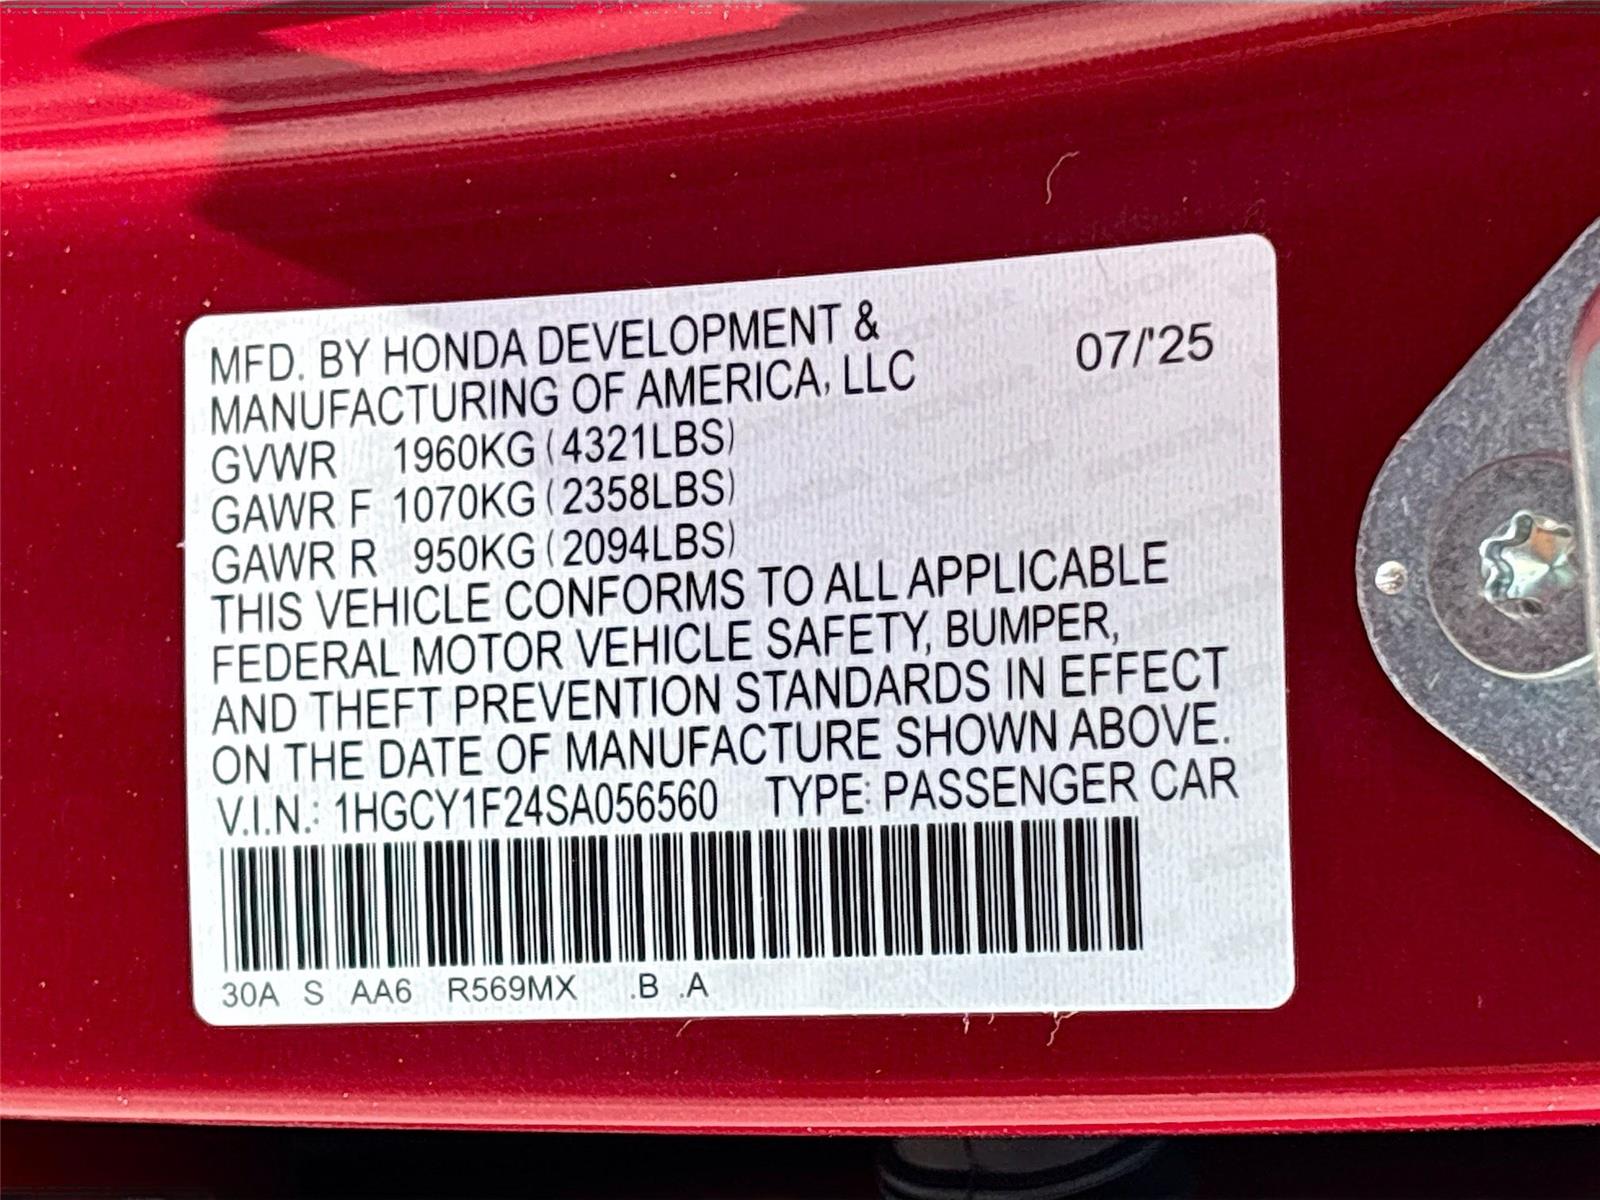 MFD. BY HONDA DEVELOPMENT &
MANUFACTURING OF AMERICA, LLC
07/'25
GVWR 1960KG (4321LBS)
GAWR F 1070KG (2358LBS)
GAWR R 950KG (2094LBS)
THIS VEHICLE CONFORMS TO ALL APPLICABLE
FEDERAL MOTOR VEHICLE SAFETY, BUMPER,
AND THEFT PREVENTION STANDARDS IN EFFECT
ON THE DATE OF MANUFACTURE SHOWN ABOVE.
V.I.N.: 1HGCY1F24SA056560 TYPE: PASSENGER CAR
30A S AA6 R569MX .B .A